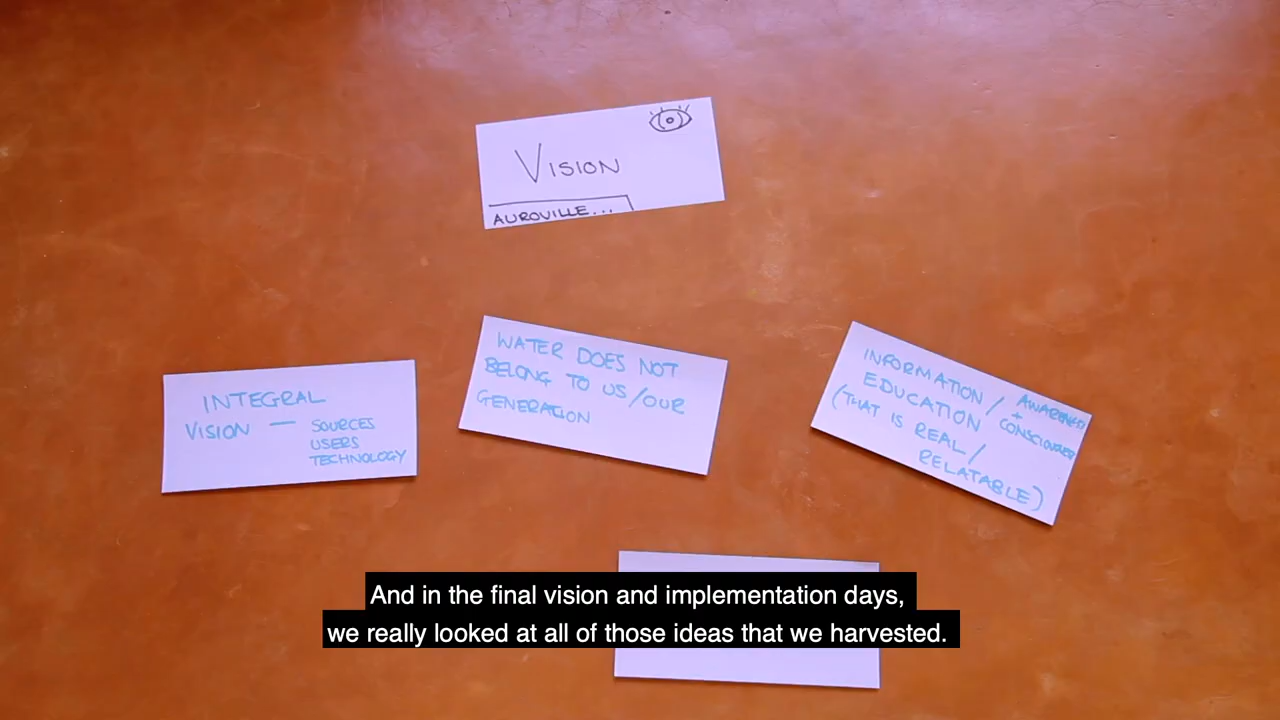 VISION
AUROVILLE...
INTEGRAL
VISION — SOURCES
USERS
TECHNOLOGY
WATER DOES NOT
BELONG TO US/OUR
GENERATION
INFORMATION/
EDUCATION
(THAT IS REAL/
RELATABLE)
AWARENESS
+ CONSCIOUSNESS
And in the final vision and implementation days,
we really looked at all of those ideas that we harvested.